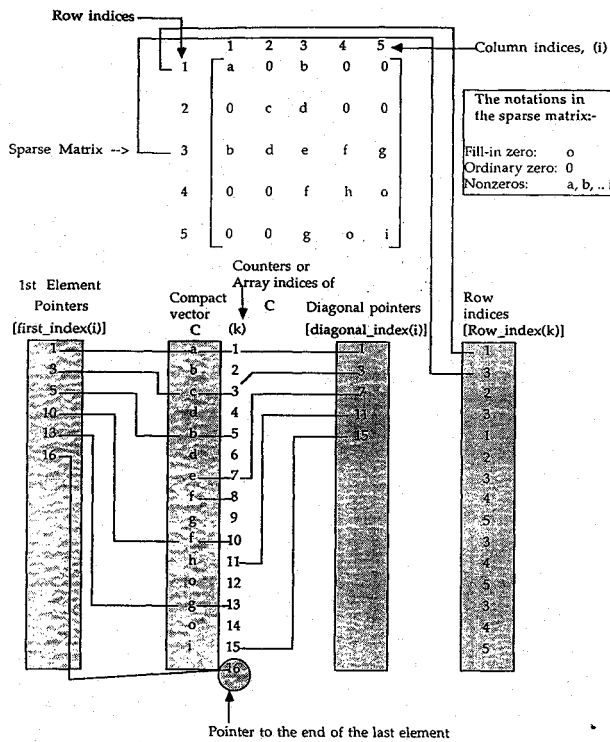 Row indices
1 2 3 4 5
Column indices, (i)
1 a 0 b 0 0
2 0 c d 0 0
Sparse Matrix --> 3 b d e f g
4 0 0 f h o
5 0 0 g o i
The notations in
the sparse matrix:-
Fill-in zero: o
Ordinary zero: 0
Nonzeros: a, b, .. i
1st Element
Pointers
[first_index(i)]
1
3
5
10
13
16
Compact
vector
C
a
b
c
d
b
d
e
f
g
f
h
o
g
o
i
Counters or
Array indices of
C
(k)
1
2
3
4
5
6
7
8
9
10
11
12
13
14
15
16
Diagonal pointers
[diagonal_index(i)]
1
3
7
11
15
Row
indices
[Row_index(k)]
1
3
2
3
1
2
3
4
5
3
4
5
3
4
5
Pointer to the end of the last element